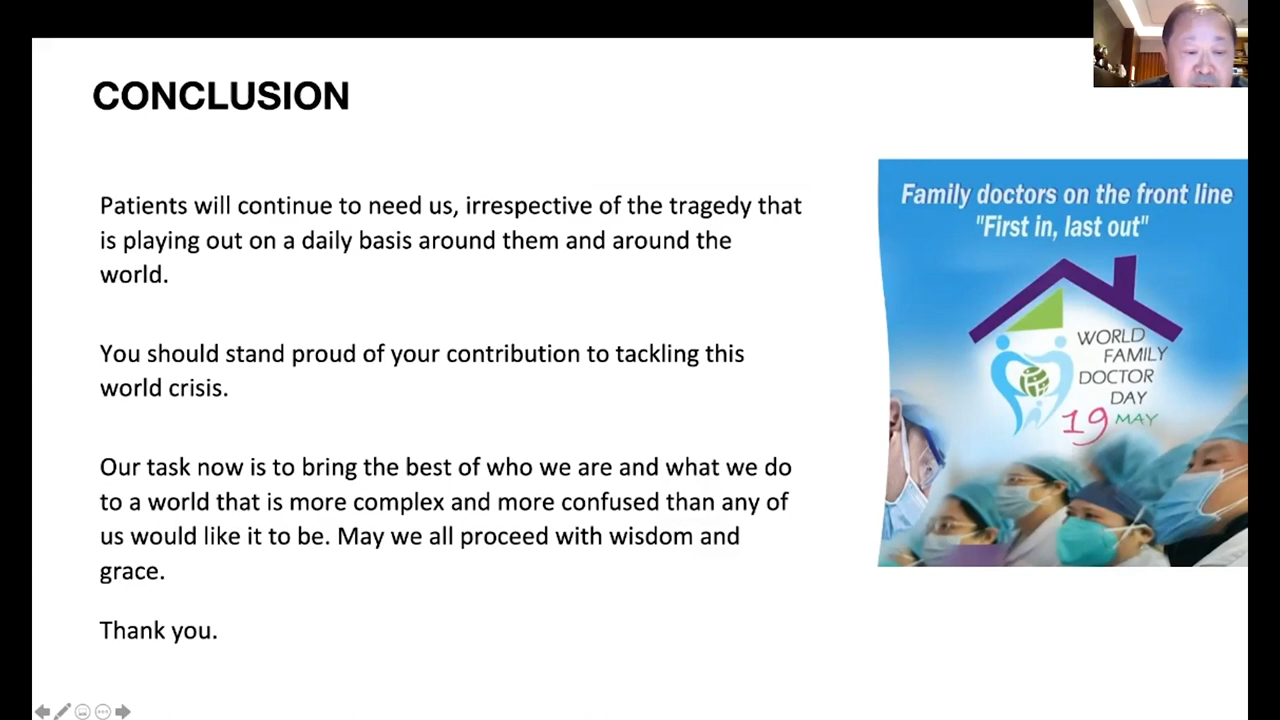 CONCLUSION
Patients will continue to need us, irrespective of the tragedy that
is playing out on a daily basis around them and around the
world.
You should stand proud of your contribution to tackling this
world crisis.
Our task now is to bring the best of who we are and what we do
to a world that is more complex and more confused than any of
us would like it to be. May we all proceed with wisdom and
grace.
Thank you.
Family doctors on the front line
"First in, last out"
WORLD
FAMILY
DOCTOR
DAY
19 MAY